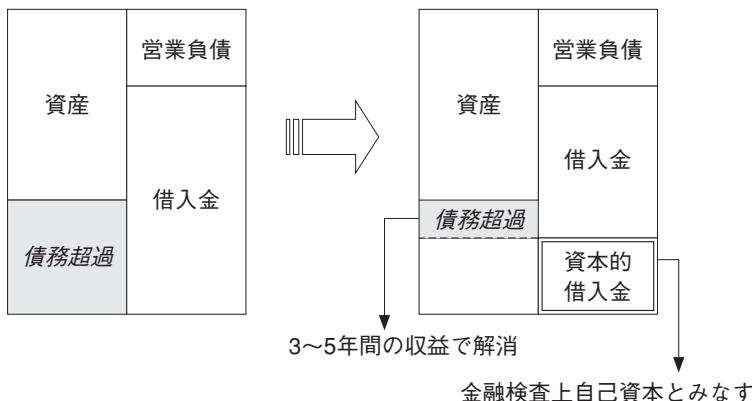 営業負債
資産
借入金
債務超過
営業負債
資産
借入金
債務超過
資本的
借入金
3～5年間の収益で解消
金融検査上自己資本とみなす